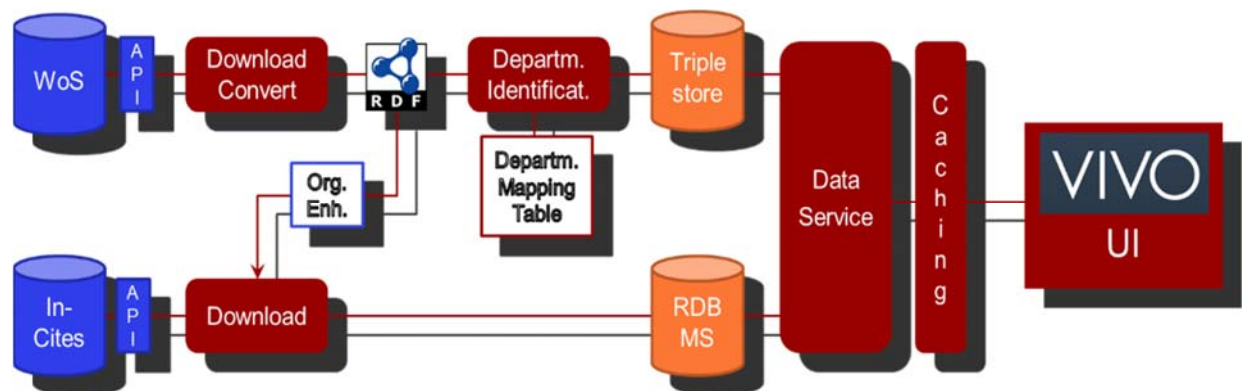 WoS
A
P
I
Download
Convert
R D F
Departm.
Identificat.
Triple
store
Org.
Enh.
Departm.
Mapping
Table
In-
Cites
A
P
I
Download
RDB
MS
Data
Service
C
a
c
h
i
n
g
VIVO
UI